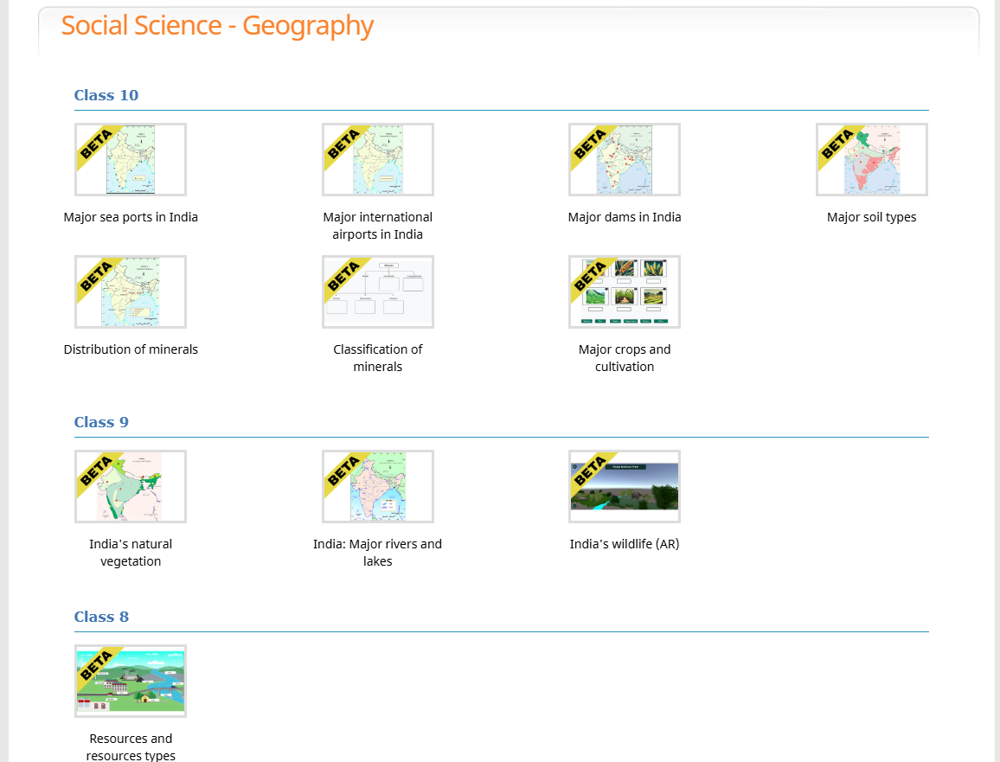 Social Science - Geography
Class 10
BETA
BETA
BETA
BETA
Major sea ports in India
Major international
airports in India
Major dams in India
Major soil types
BETA
BETA
BETA
Distribution of minerals
Classification of
minerals
Major crops and
cultivation
Class 9
BETA
BETA
BETA
India's natural
vegetation
India: Major rivers and
lakes
India's wildlife (AR)
Class 8
BETA
Resources and
resources types